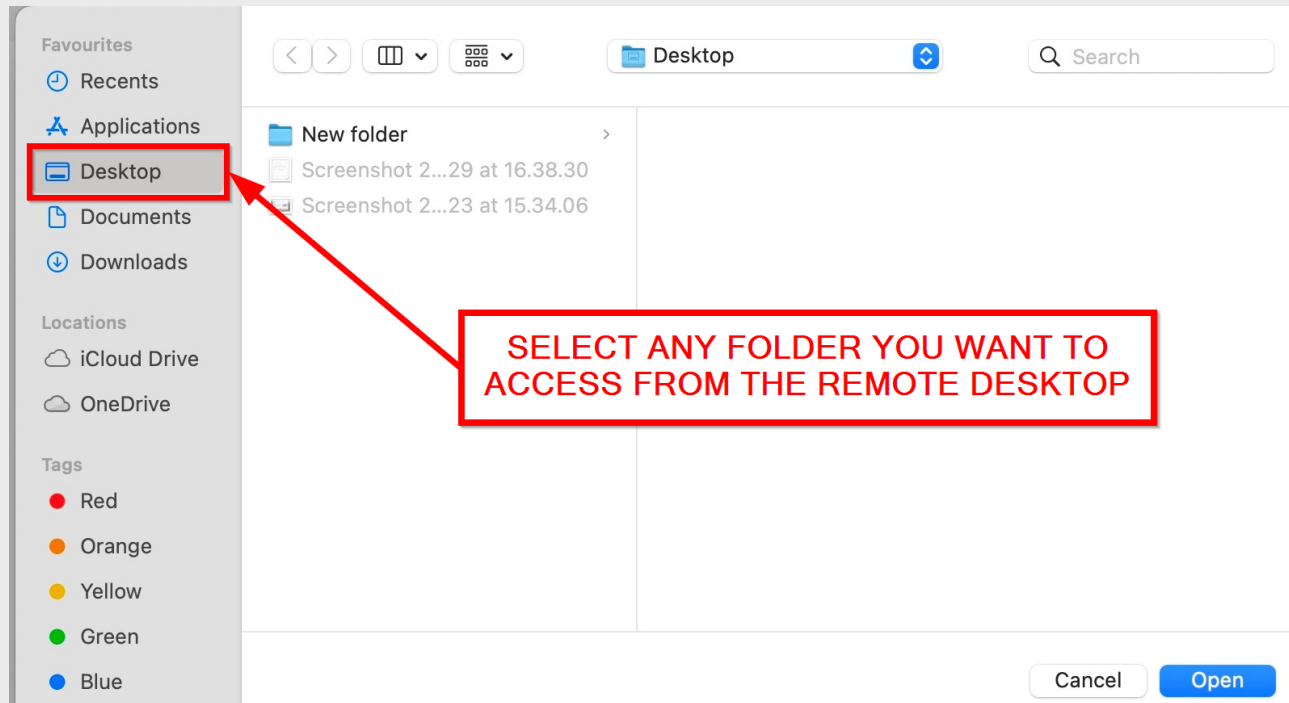 Favourites
Recents
Applications
Desktop
Documents
Downloads
Locations
iCloud Drive
OneDrive
Tags
Red
Orange
Yellow
Green
Blue
Desktop
Search
New folder
Screenshot 2...29 at 16.38.30
Screenshot 2...23 at 15.34.06
SELECT ANY FOLDER YOU WANT TO
ACCESS FROM THE REMOTE DESKTOP
Cancel
Open